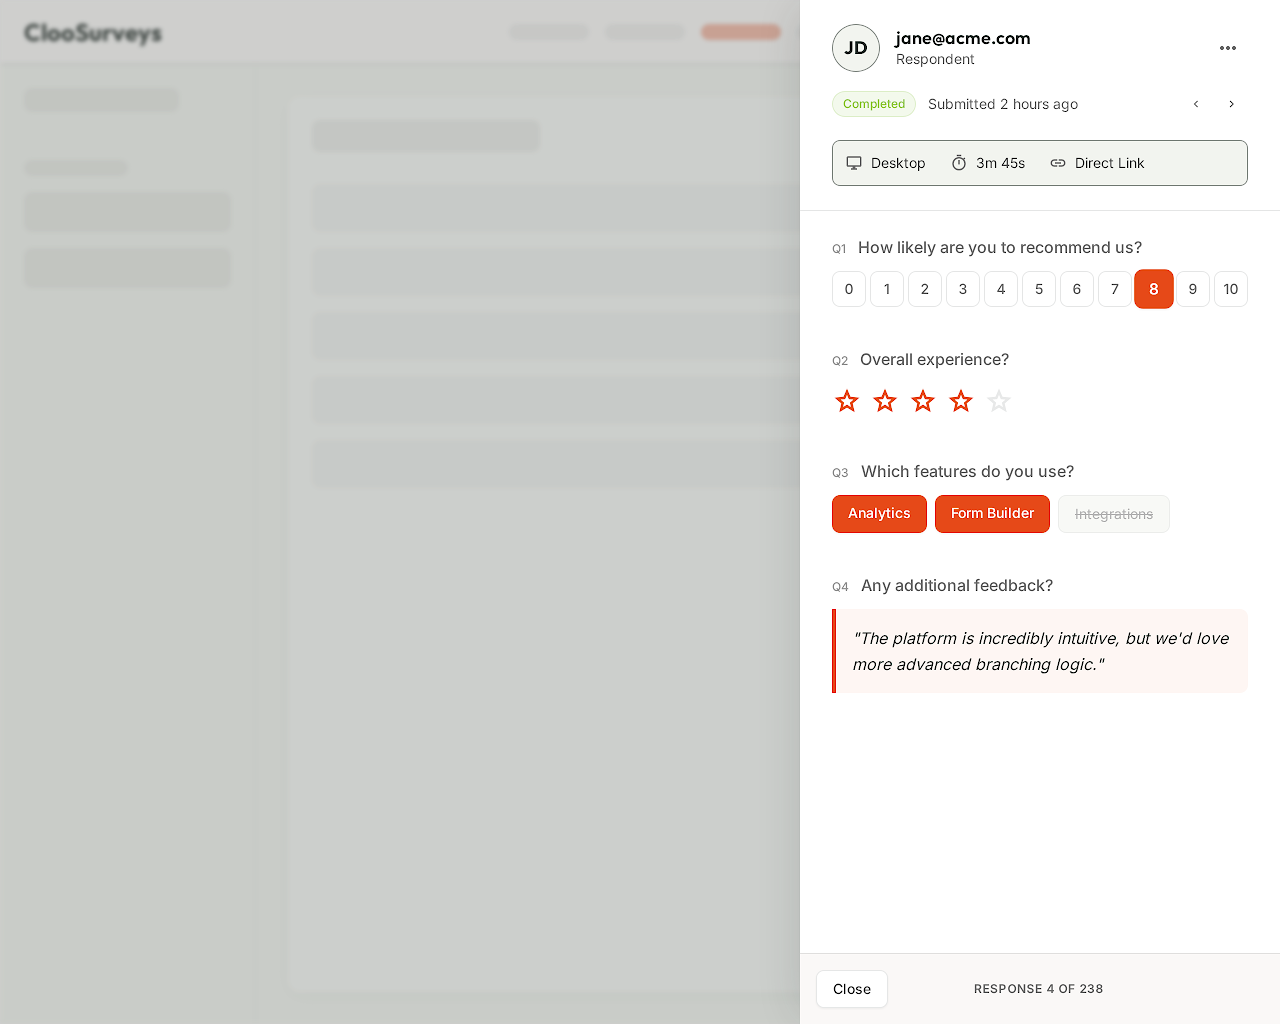 ClooSurveys
JD
jane@acme.com
Respondent
Completed
Submitted 2 hours ago
Desktop
3m 45s
Direct Link
Q1 How likely are you to recommend us?
0 1 2 3 4 5 6 7 8 9 10
Q2 Overall experience?
Q3 Which features do you use?
Analytics
Form Builder
Integrations
Q4 Any additional feedback?
"The platform is incredibly intuitive, but we'd love
more advanced branching logic."
Close
RESPONSE 4 OF 238